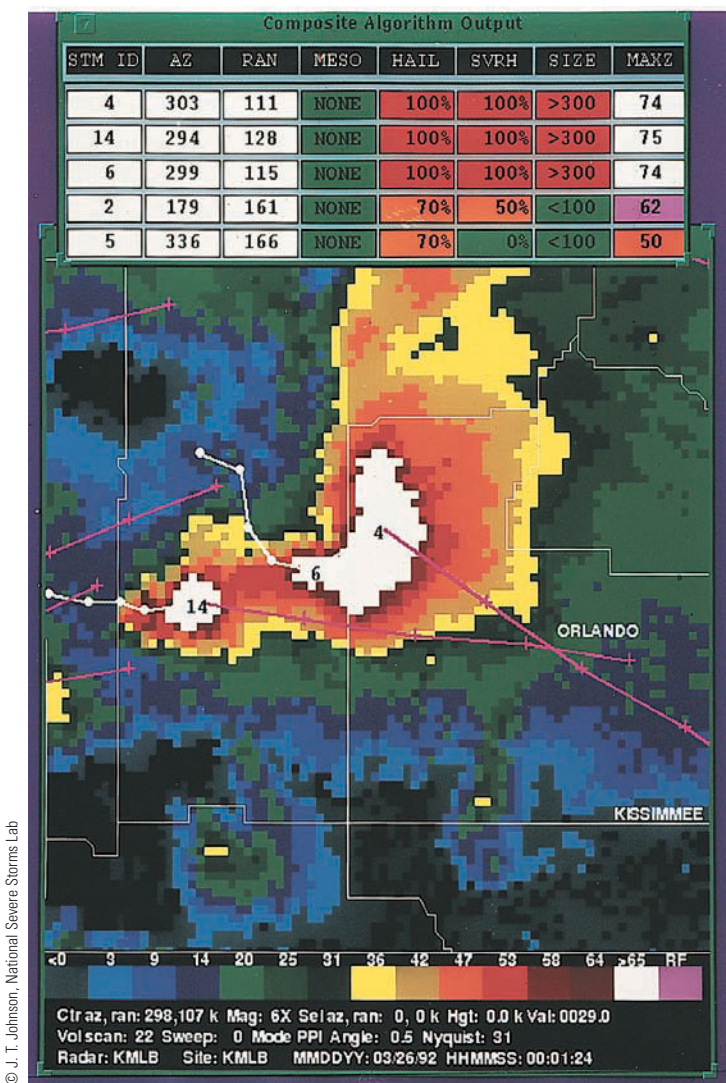 Composite Algorithm Output
STM ID AZ RAN MESO HAIL SVRH SIZE MAXZ
4 303 111 NONE 100% 100% >300 74
14 294 128 NONE 100% 100% >300 75
6 299 115 NONE 100% 100% >300 74
2 179 161 NONE 70% 50% <100 62
5 336 166 NONE 70% 0% <100 50
4
6
14
ORLANDO
KISSIMMEE
<0 3 9 14 20 25 31 36 42 47 53 58 64 >65 RF
Ctr az, ran: 298,107 k Mag: 6X Sel az, ran: 0, 0 k Hgt: 0.0 k Val: 0029.0
Vol scan: 22 Sweep: 0 Mode PPI Angle: 0.5 Nyquist: 31
Radar: KMLB Site: KMLB MMDDYY: 03/26/92 HHMMSS: 00:01:24
© J. T. Johnson, National Severe Storms Lab